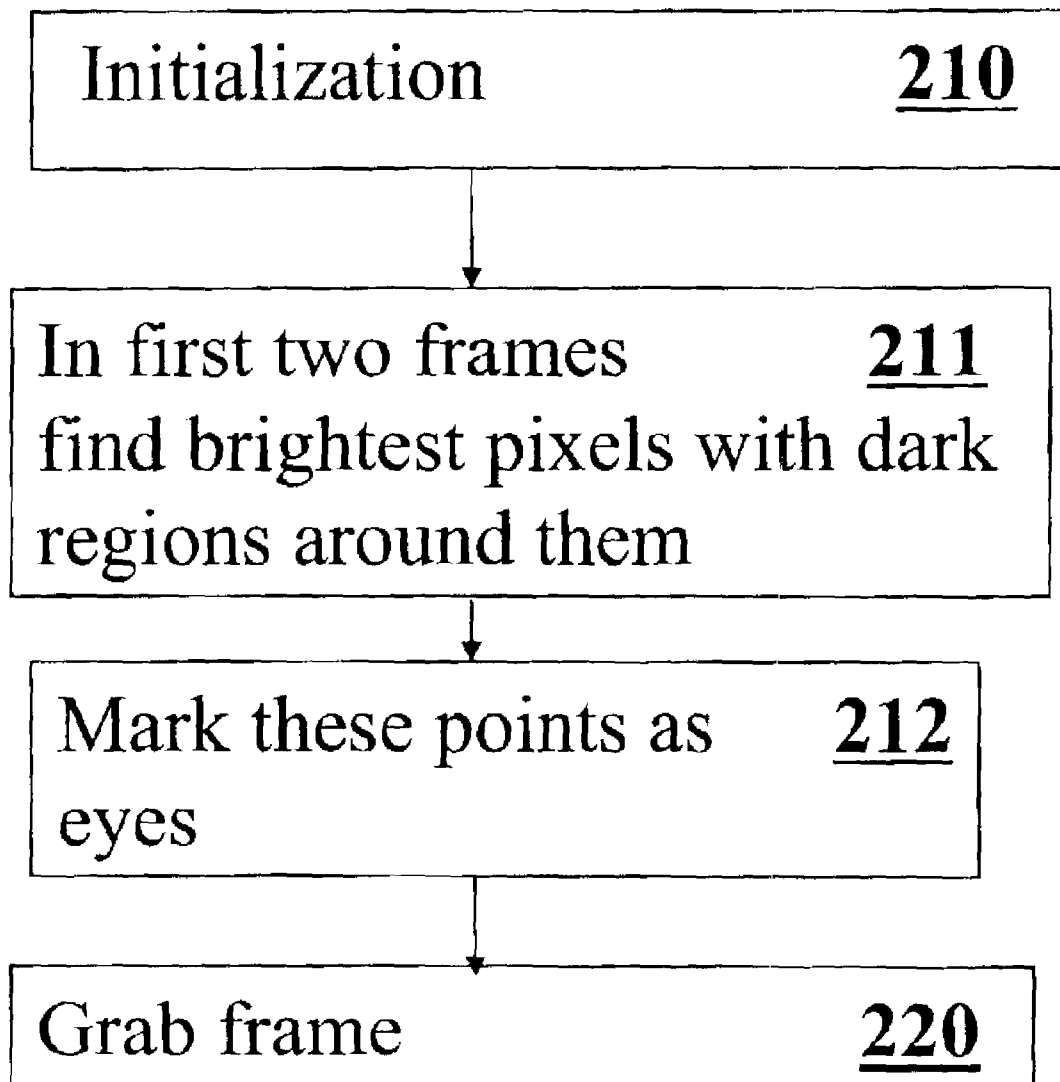 Initialization 210
In first two frames 211
find brightest pixels with dark
regions around them
Mark these points as 212
eyes
Grab frame 220